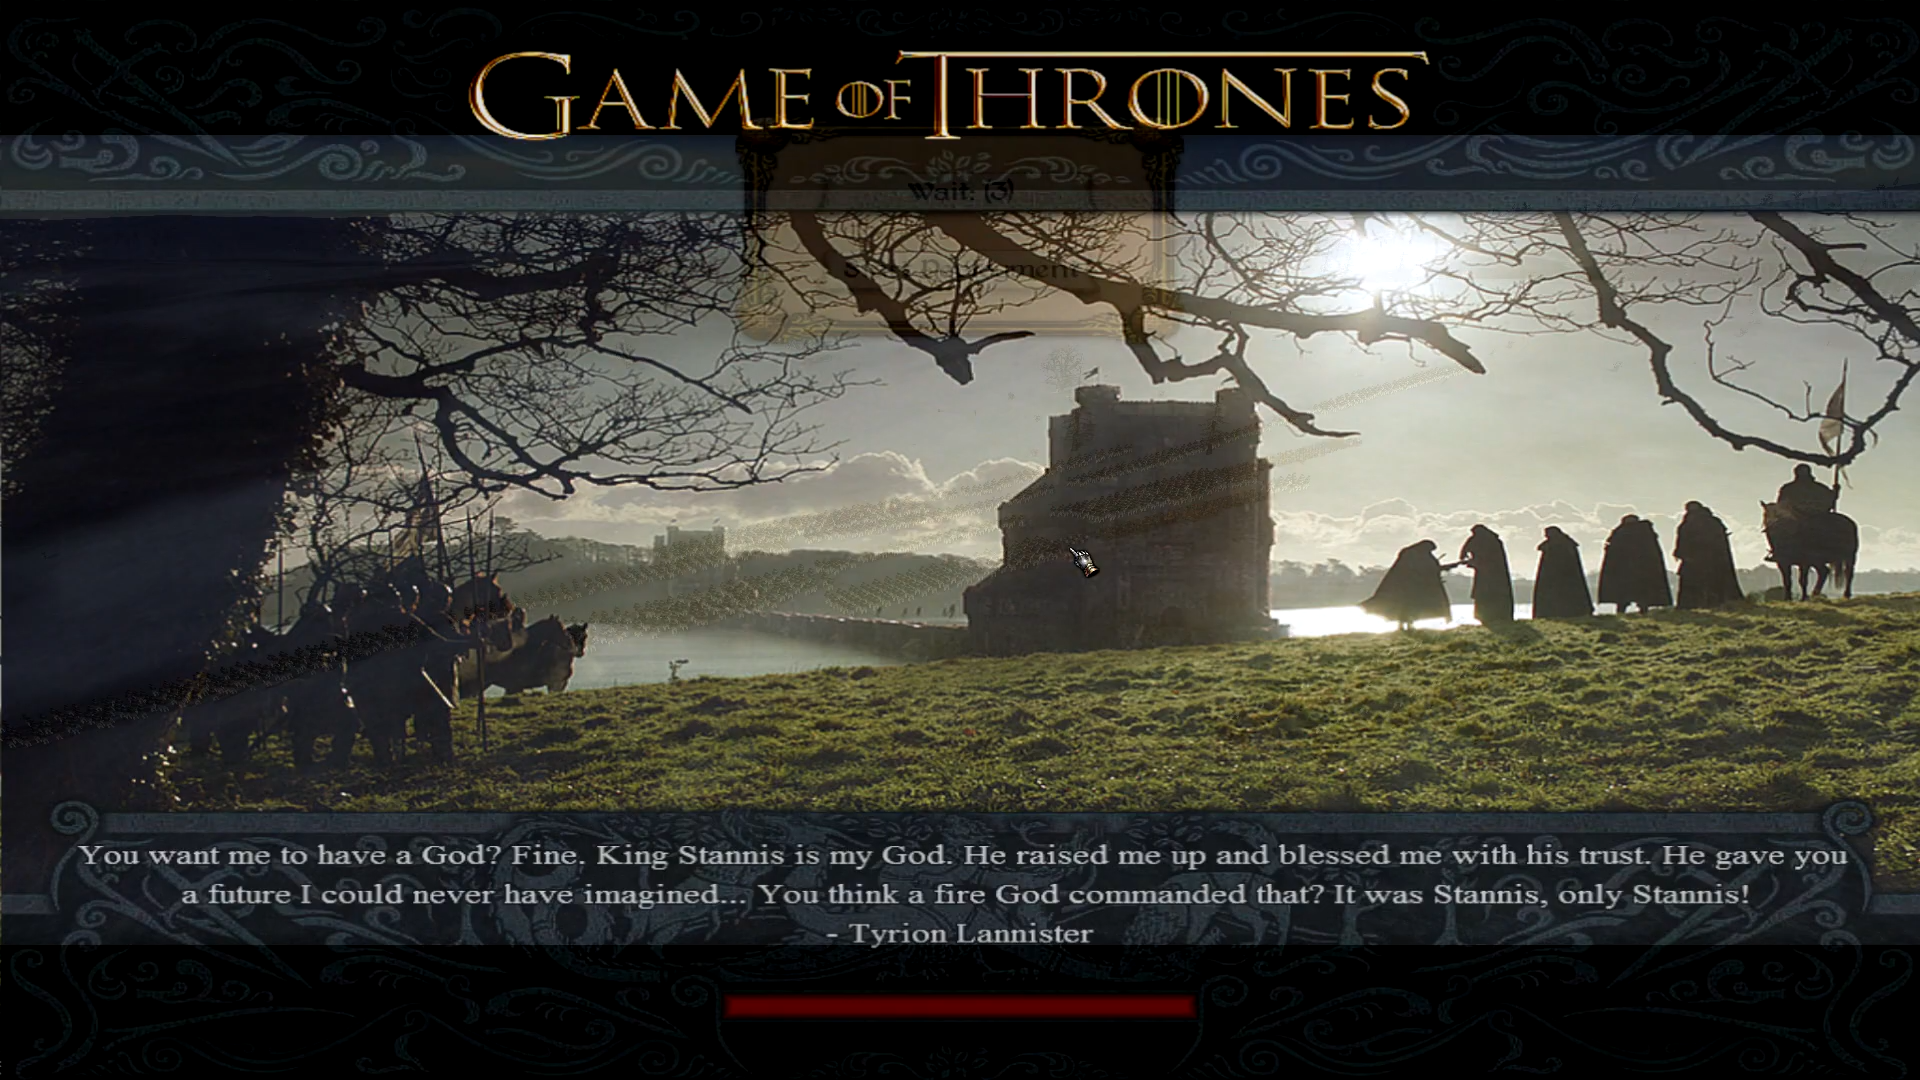 GAME OF THRONES
Wait: (3)
You want me to have a God? Fine. King Stannis is my God. He raised me up and blessed me with his trust. He gave you
a future I could never have imagined... You think a fire God commanded that? It was Stannis, only Stannis!
- Tyrion Lannister